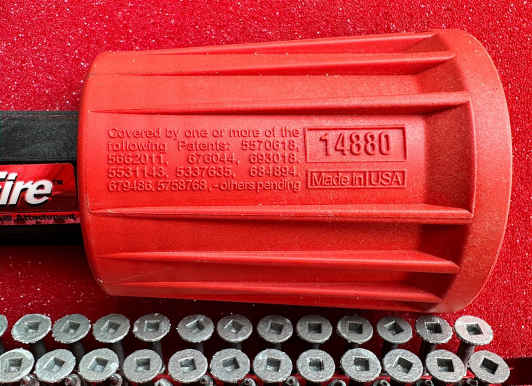 Covered by one or more of the
following Patents: 5570618,
5662011, 676044, 693018,
5531143, 5337635, 684894,
679486, 5758768, - others pending
14880
Made In USA
ire™